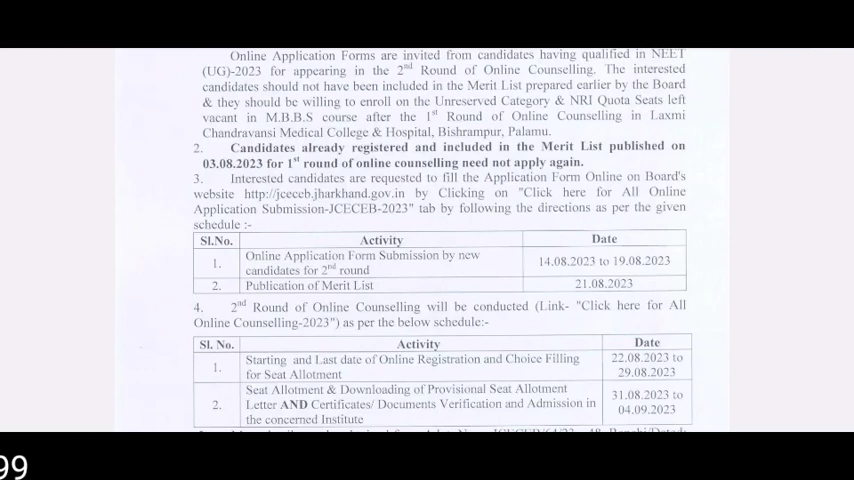 Online Application Forms are invited from candidates having qualified in NEET
(UG)-2023 for appearing in the 2nd Round of Online Counselling. The interested
candidates should not have been included in the Merit List prepared earlier by the Board
& they should be willing to enroll on the Unreserved Category & NRI Quota Seats left
vacant in M.B.B.S course after the 1st Round of Online Counselling in Laxmi
Chandravansi Medical College & Hospital, Bishrampur, Palamu.
2. Candidates already registered and included in the Merit List published on
03.08.2023 for 1st round of online counselling need not apply again.
3. Interested candidates are requested to fill the Application Form Online on Board's
website http://jceceb.jharkhand.gov.in by Clicking on "Click here for All Online
Application Submission-JCECEB-2023" tab by following the directions as per the given
schedule :-
Sl.No. Activity Date
1. Online Application Form Submission by new
candidates for 2nd round 14.08.2023 to 19.08.2023
2. Publication of Merit List 21.08.2023
4. 2nd Round of Online Counselling will be conducted (Link- "Click here for All
Online Counselling-2023") as per the below schedule:-
Sl. No. Activity Date
1. Starting and Last date of Online Registration and Choice Filling
for Seat Allotment 22.08.2023 to
29.08.2023
2. Seat Allotment & Downloading of Provisional Seat Allotment
Letter AND Certificates/ Documents Verification and Admission in
the concerned Institute 31.08.2023 to
04.09.2023
99